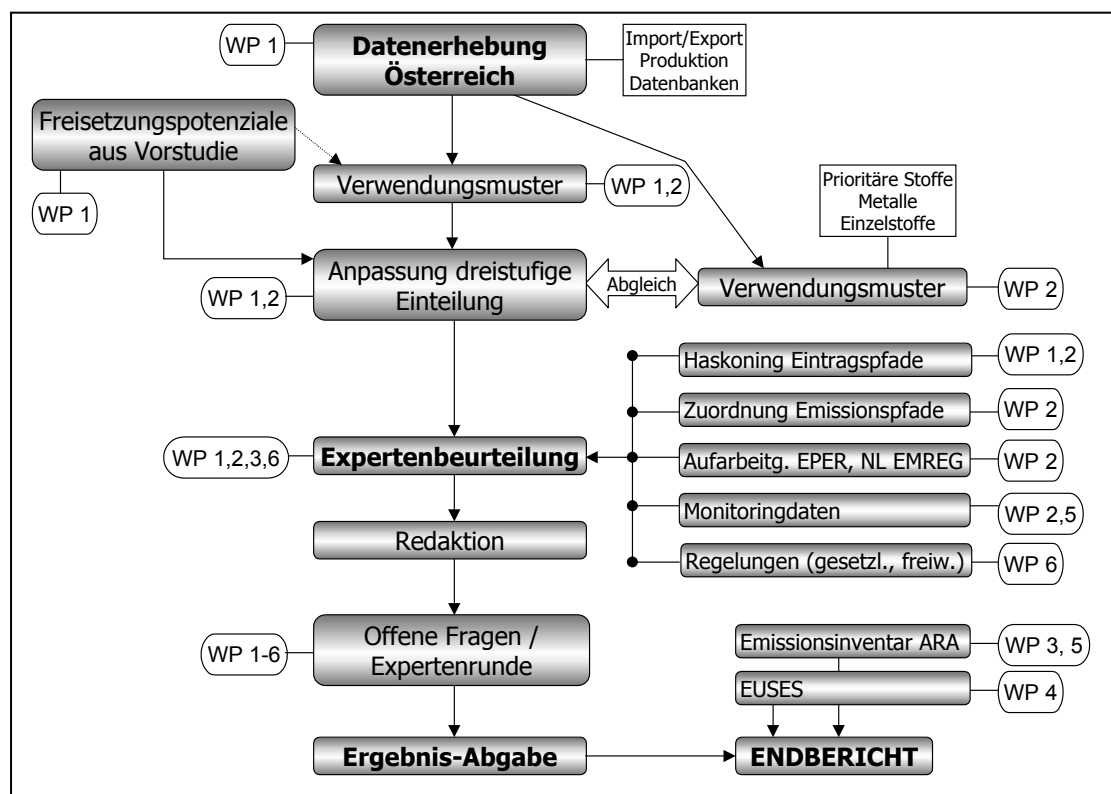 WP 1
Datenerhebung
Österreich
Import/Export
Produktion
Datenbanken
Freisetzungspotenziale
aus Vorstudie
WP 1
Verwendungsmuster
WP 1,2
Prioritäre Stoffe
Metalle
Einzelstoffe
Anpassung dreistufige
Einteilung
WP 1,2
Abgleich
Verwendungsmuster
WP 2
Haskoning Eintragspfade
WP 1,2
Zuordnung Emissionspfade
WP 2
WP 1,2,3,6
Expertenbeurteilung
Aufarbeitg. EPER, NL EMREG
WP 2
Redaktion
Monitoringdaten
WP 2,5
Regelungen (gesetzl., freiw.)
WP 6
WP 1-6
Offene Fragen /
Expertenrunde
Emissionsinventar ARA
WP 3, 5
EUSES
WP 4
Ergebnis-Abgabe
ENDBERICHT